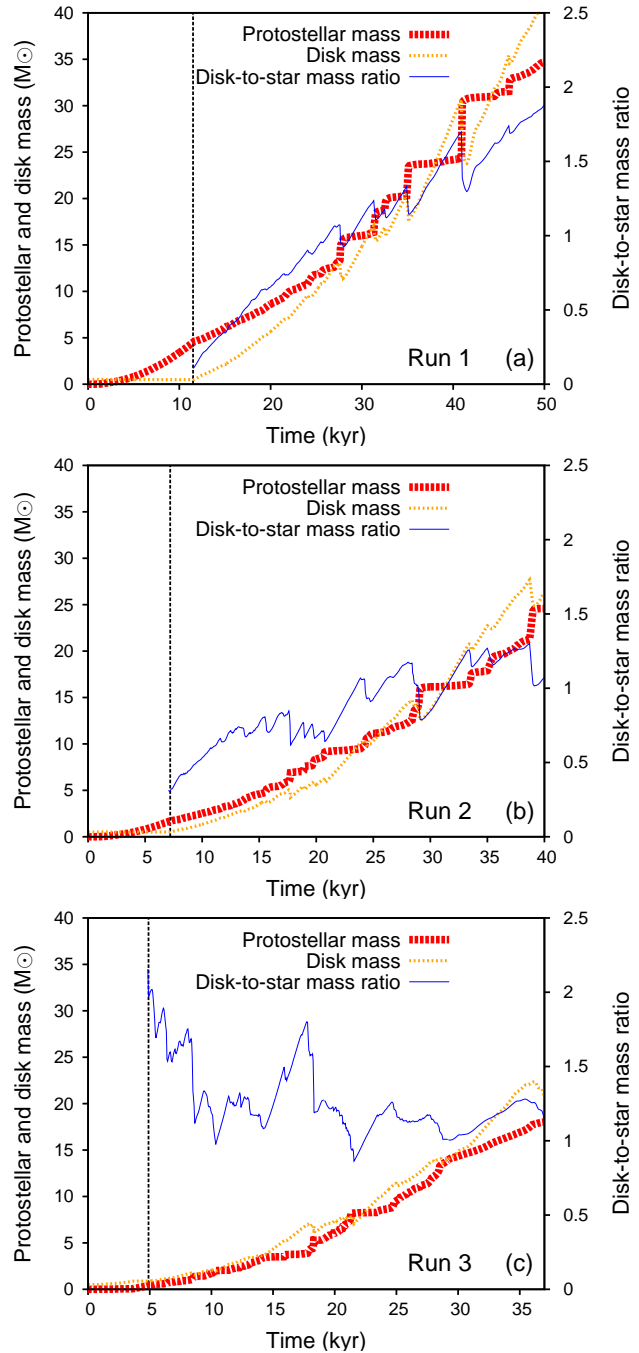 40
35
30
25
20
15
10
5
0
2.5
2
1.5
1
0.5
0
0 10 20 30 40 50
Protostellar and disk mass (M☉)
Disk-to-star mass ratio
Time (kyr)
Protostellar mass
Disk mass
Disk-to-star mass ratio
Run 1 (a)
40
35
30
25
20
15
10
5
0
2.5
2
1.5
1
0.5
0
0 5 10 15 20 25 30 35 40
Protostellar and disk mass (M☉)
Disk-to-star mass ratio
Time (kyr)
Protostellar mass
Disk mass
Disk-to-star mass ratio
Run 2 (b)
40
35
30
25
20
15
10
5
0
2.5
2
1.5
1
0.5
0
0 5 10 15 20 25 30 35
Protostellar and disk mass (M☉)
Disk-to-star mass ratio
Time (kyr)
Protostellar mass
Disk mass
Disk-to-star mass ratio
Run 3 (c)